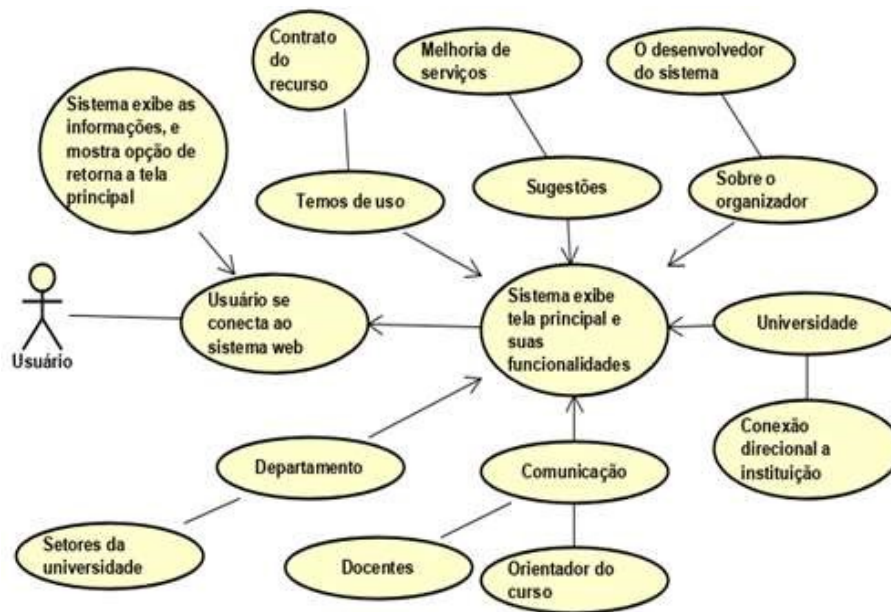 Contrato
do
recurso
Melhoria de
serviços
O desenvolvedor
do sistema
Sistema exibe as
informações, e
mostra opção de
retorna a tela
principal
Temos de uso
Sugestões
Sobre o
organizador
Usuário
Usuário se
conecta ao
sistema web
Sistema exibe
tela principal e
suas
funcionalidades
Universidade
Conexão
direcional a
instituição
Departamento
Comunicação
Setores da
universidade
Docentes
Orientador do
curso